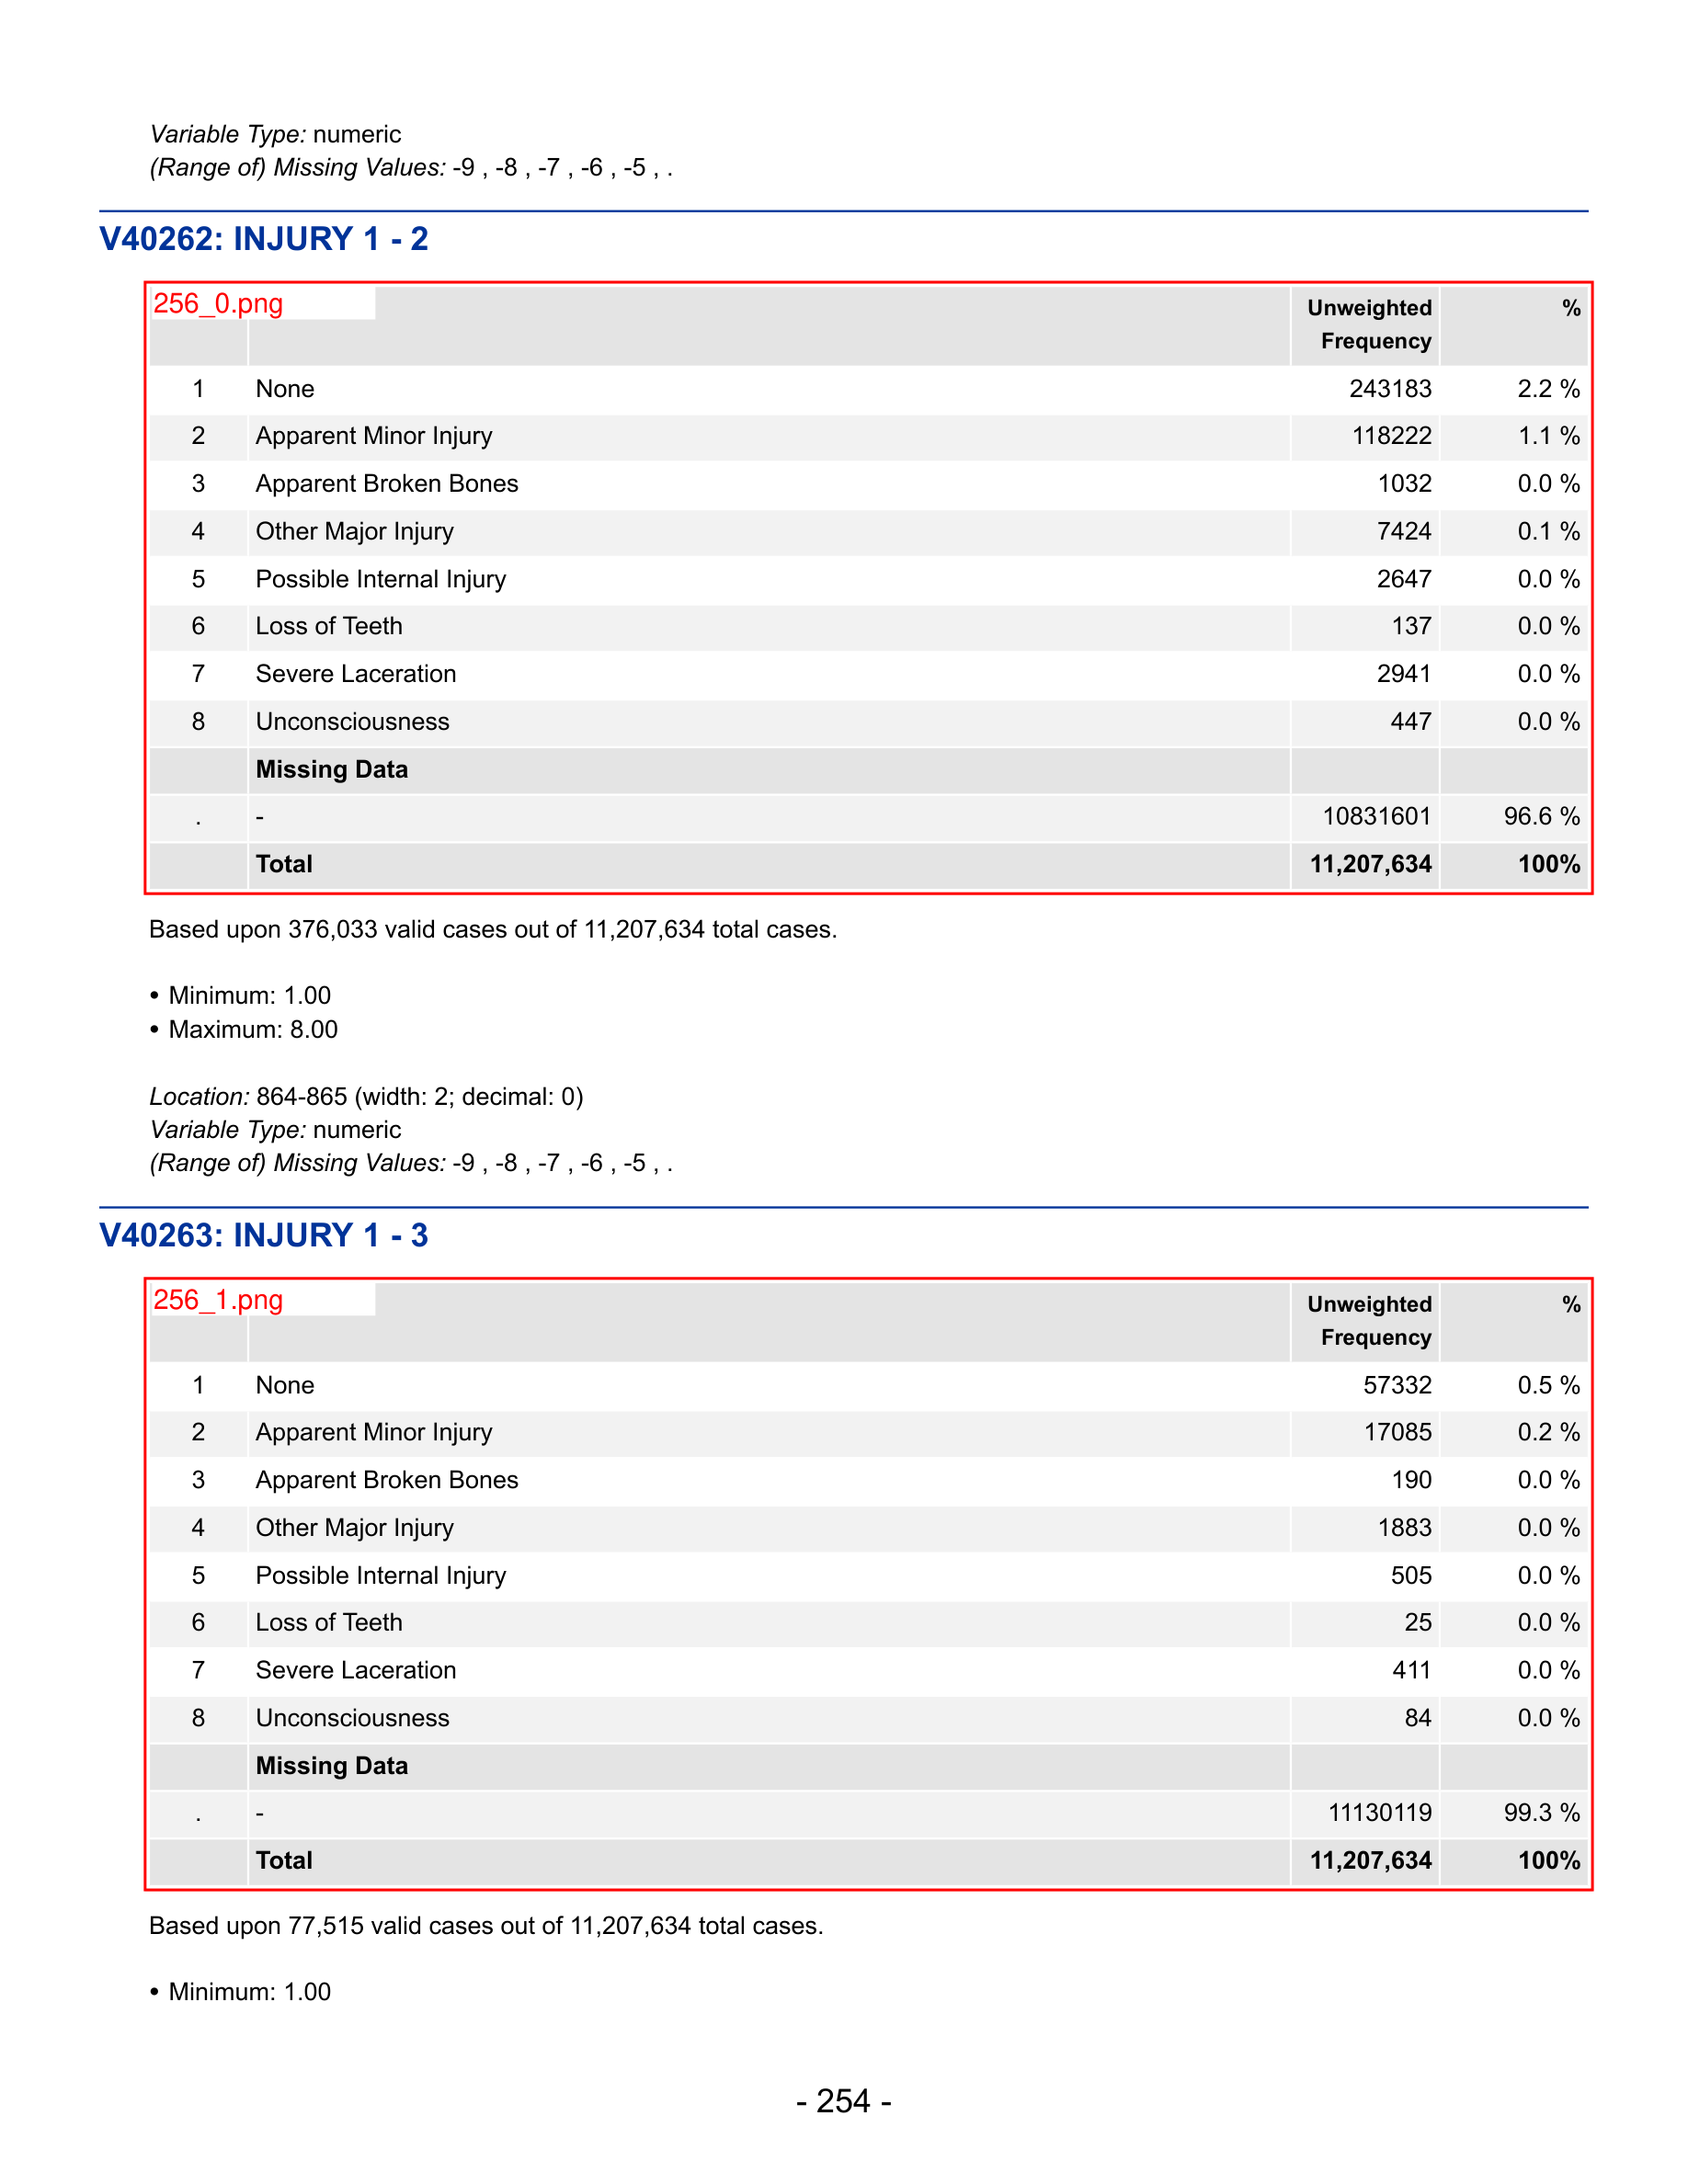 Variable Type: numeric
(Range of) Missing Values: -9 , -8 , -7 , -6 , -5 , .
V40262: INJURY 1 - 2
256_0.png
Unweighted Frequency %
1 None 243183 2.2 %
2 Apparent Minor Injury 118222 1.1 %
3 Apparent Broken Bones 1032 0.0 %
4 Other Major Injury 7424 0.1 %
5 Possible Internal Injury 2647 0.0 %
6 Loss of Teeth 137 0.0 %
7 Severe Laceration 2941 0.0 %
8 Unconsciousness 447 0.0 %
Missing Data
. - 10831601 96.6 %
Total 11,207,634 100%
Based upon 376,033 valid cases out of 11,207,634 total cases.
• Minimum: 1.00
• Maximum: 8.00
Location: 864-865 (width: 2; decimal: 0)
Variable Type: numeric
(Range of) Missing Values: -9 , -8 , -7 , -6 , -5 , .
V40263: INJURY 1 - 3
256_1.png
Unweighted Frequency %
1 None 57332 0.5 %
2 Apparent Minor Injury 17085 0.2 %
3 Apparent Broken Bones 190 0.0 %
4 Other Major Injury 1883 0.0 %
5 Possible Internal Injury 505 0.0 %
6 Loss of Teeth 25 0.0 %
7 Severe Laceration 411 0.0 %
8 Unconsciousness 84 0.0 %
Missing Data
. - 11130119 99.3 %
Total 11,207,634 100%
Based upon 77,515 valid cases out of 11,207,634 total cases.
• Minimum: 1.00
- 254 -